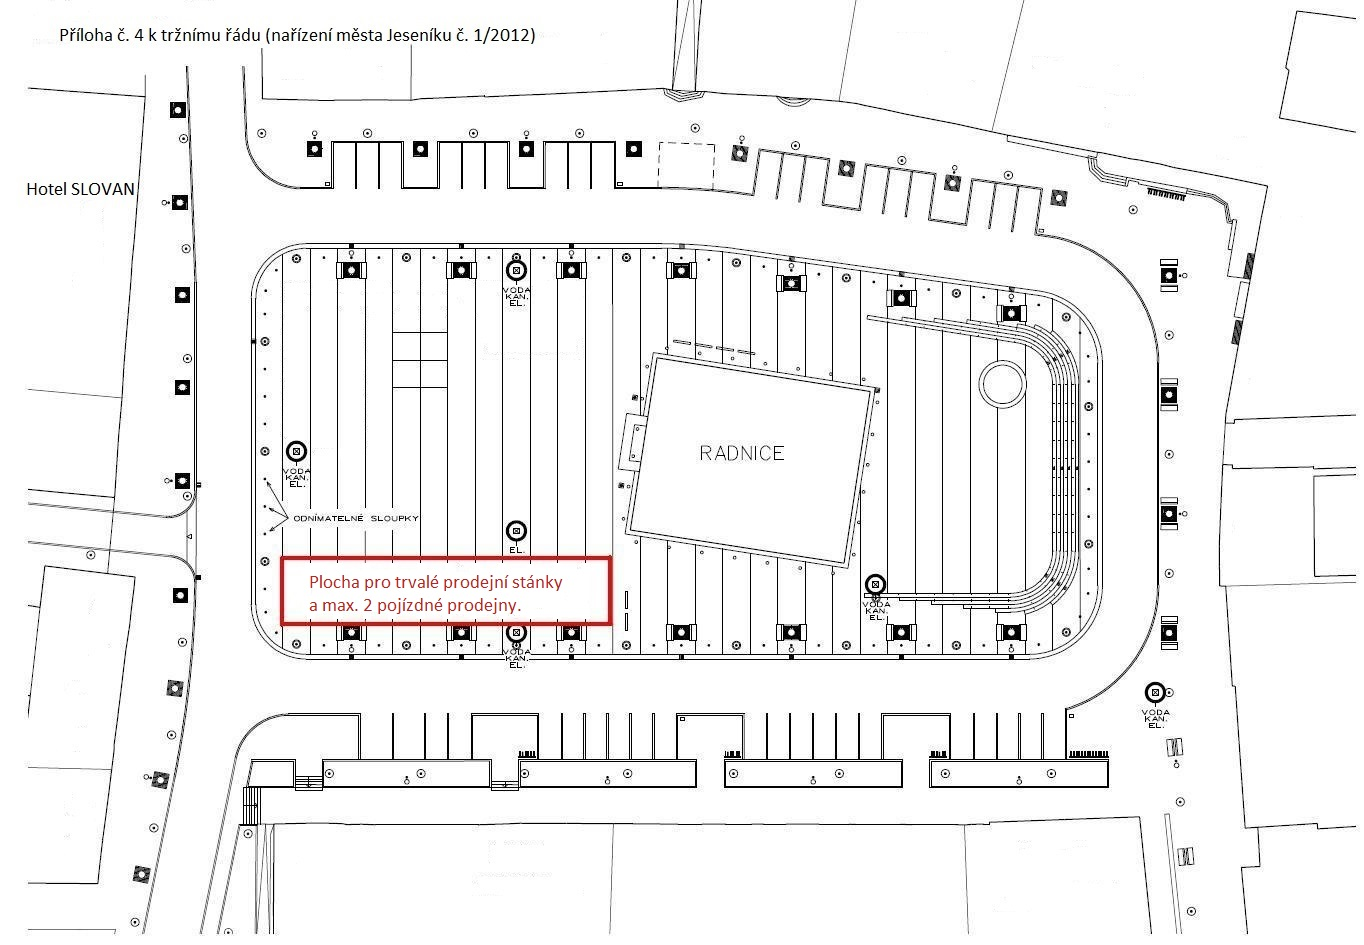 Příloha č. 4 k tržnímu řádu (nařízení města Jeseníku č. 1/2012)
Hotel SLOVAN
VODA
KAN.
EL.
RADNICE
VODA
KAN.
EL.
ODNÍMATELNÉ SLOUPKY
EL.
Plocha pro trvalé prodejní stánky
a max. 2 pojízdné prodejny.
VODA
KAN.
EL.
VODA
KAN.
EL.
VODA
KAN.
EL.